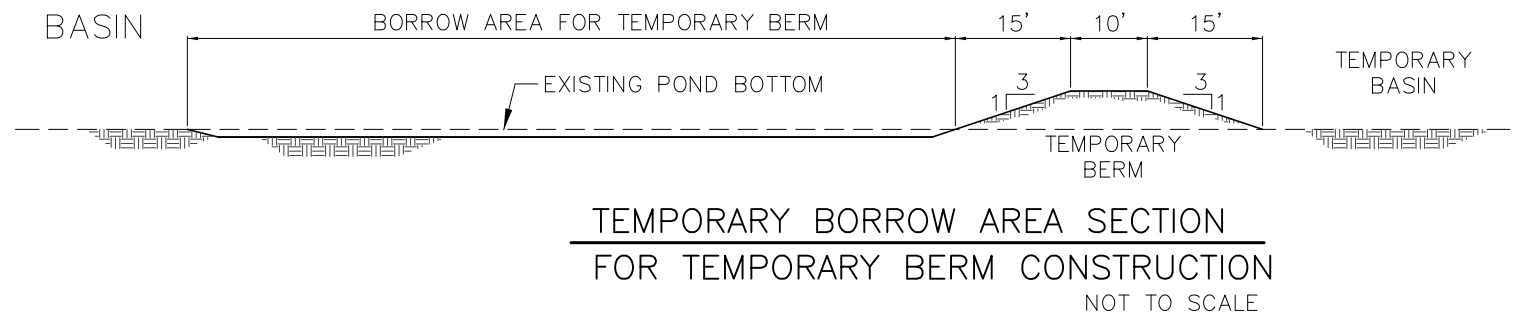 BASIN
BORROW AREA FOR TEMPORARY BERM
15'
10'
15'
EXISTING POND BOTTOM
3
1
3
1
TEMPORARY
BASIN
TEMPORARY
BERM
TEMPORARY BORROW AREA SECTION
FOR TEMPORARY BERM CONSTRUCTION
NOT TO SCALE